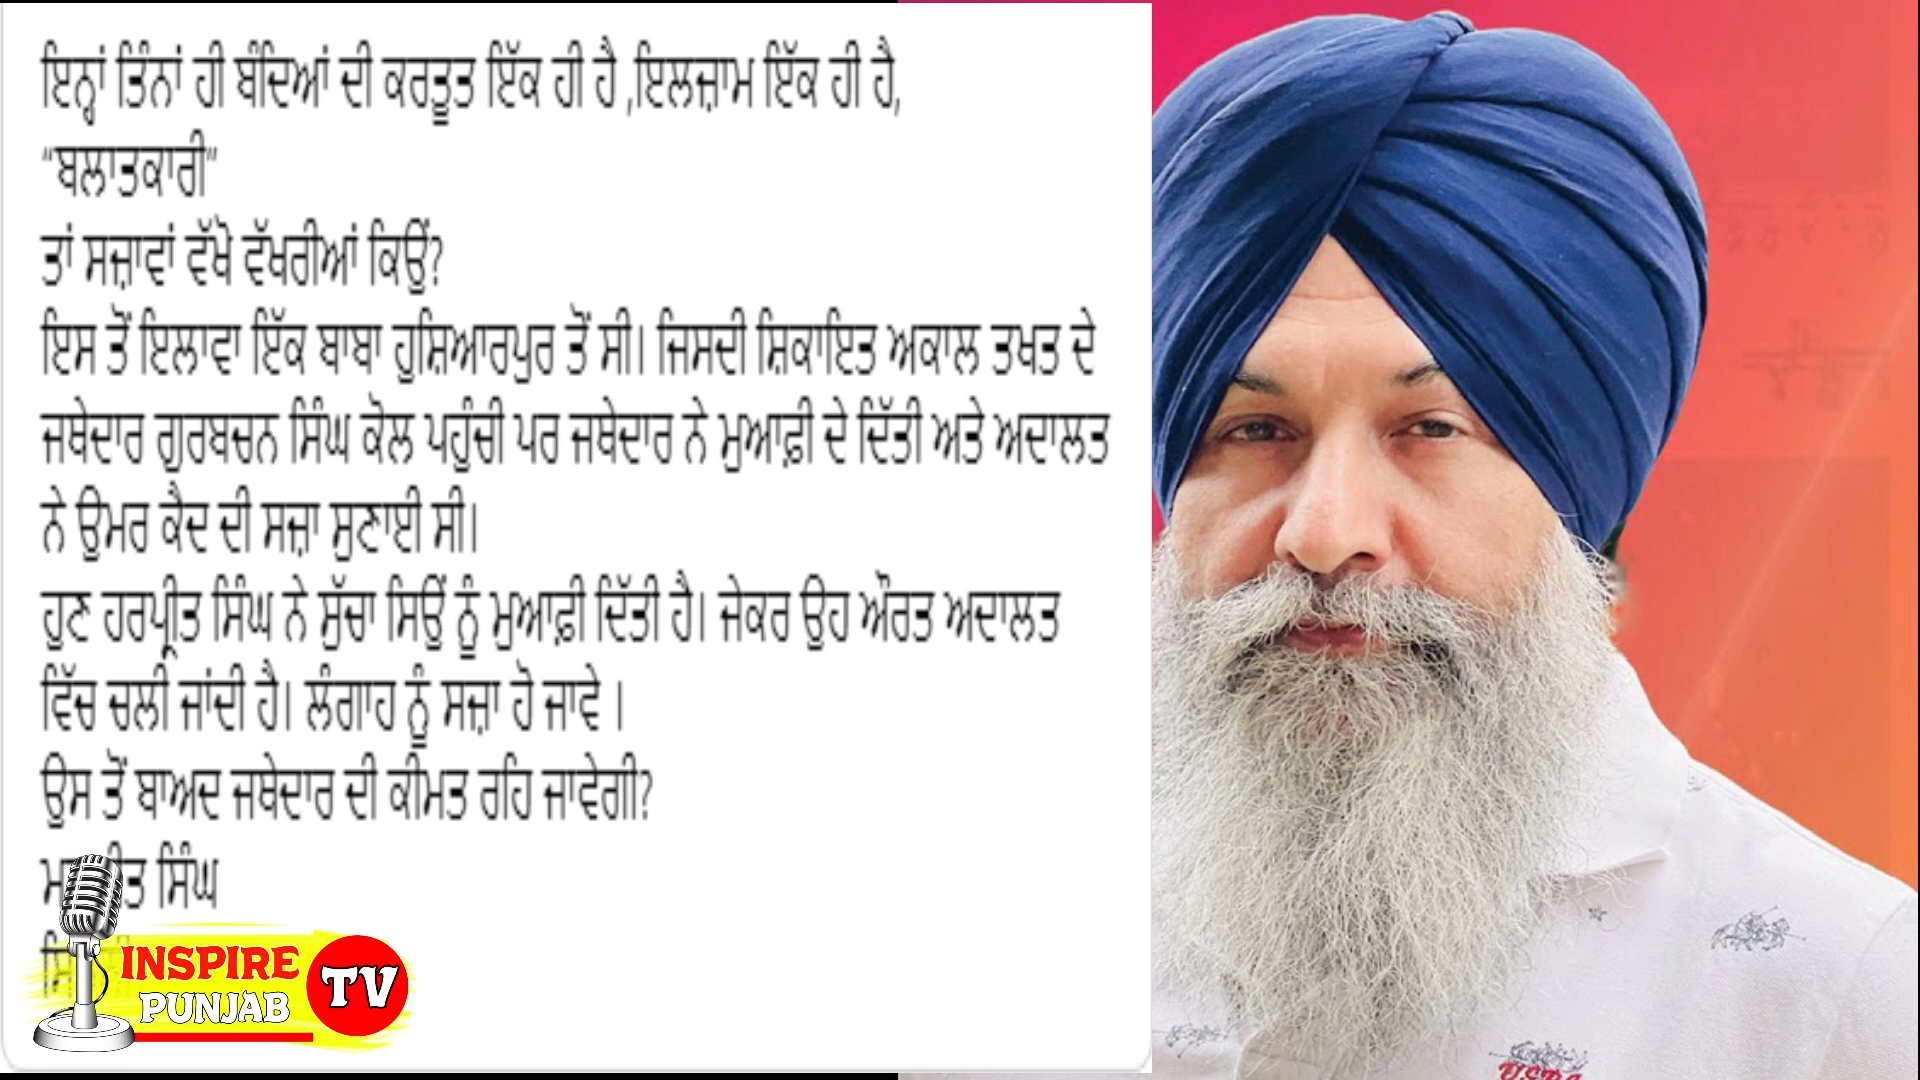 ਇਨ੍ਹਾਂ ਤਿੰਨਾਂ ਹੀ ਬੰਦਿਆਂ ਦੀ ਕਰਤੂਤ ਇੱਕ ਹੀ ਹੈ ,ਇਲਜ਼ਾਮ ਇੱਕ ਹੀ ਹੈ,
“ਬਲਾਤਕਾਰੀ”
ਤਾਂ ਸਜ਼ਾਵਾਂ ਵੱਖੋ ਵੱਖਰੀਆਂ ਕਿਉਂ?
ਇਸ ਤੋਂ ਇਲਾਵਾ ਇੱਕ ਬਾਬਾ ਹੁਸ਼ਿਆਰਪੁਰ ਤੋਂ ਸੀ। ਜਿਸਦੀ ਸ਼ਿਕਾਇਤ ਅਕਾਲ ਤਖਤ ਦੇ
ਜਥੇਦਾਰ ਗੁਰਬਚਨ ਸਿੰਘ ਕੋਲ ਪਹੁੰਚੀ ਪਰ ਜਥੇਦਾਰ ਨੇ ਮੁਆਫ਼ੀ ਦੇ ਦਿੱਤੀ ਅਤੇ ਅਦਾਲਤ
ਨੇ ਉਮਰ ਕੈਦ ਦੀ ਸਜ਼ਾ ਸੁਣਾਈ ਸੀ।
ਹੁਣ ਹਰਪ੍ਰੀਤ ਸਿੰਘ ਨੇ ਸੁੱਚਾ ਸਿਉਂ ਨੂੰ ਮੁਆਫ਼ੀ ਦਿੱਤੀ ਹੈ। ਜੇਕਰ ਉਹ ਔਰਤ ਅਦਾਲਤ
ਵਿੱਚ ਚਲੀ ਜਾਂਦੀ ਹੈ। ਲੰਗਾਹ ਨੂੰ ਸਜ਼ਾ ਹੋ ਜਾਵੇ ।
ਉਸ ਤੋਂ ਬਾਅਦ ਜਥੇਦਾਰ ਦੀ ਕੀਮਤ ਰਹਿ ਜਾਵੇਗੀ?
ਸਿੰਘ
INSPIRE
PUNJAB
TV